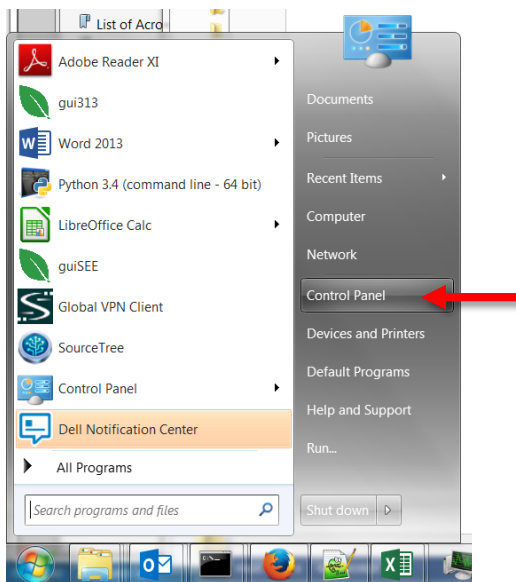 List of Acro
Adobe Reader XI
gui313
Word 2013
Python 3.4 (command line - 64 bit)
LibreOffice Calc
guiSEE
Global VPN Client
SourceTree
Control Panel
Dell Notification Center
All Programs
Search programs and files
Documents
Pictures
Recent Items
Computer
Network
Control Panel
Devices and Printers
Default Programs
Help and Support
Run...
Shut down